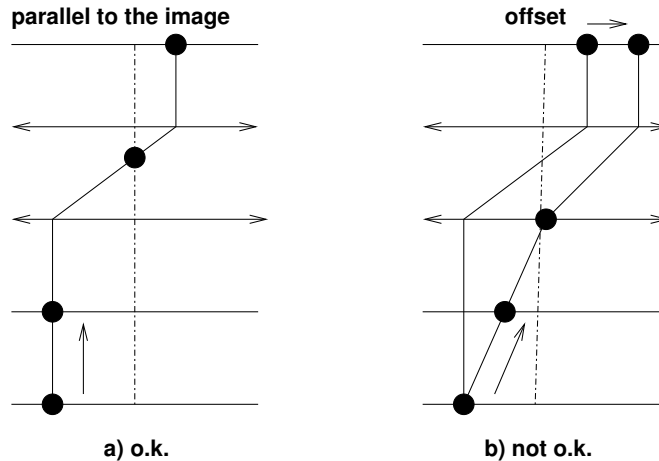 parallel to the image
offset
a) o.k.
b) not o.k.